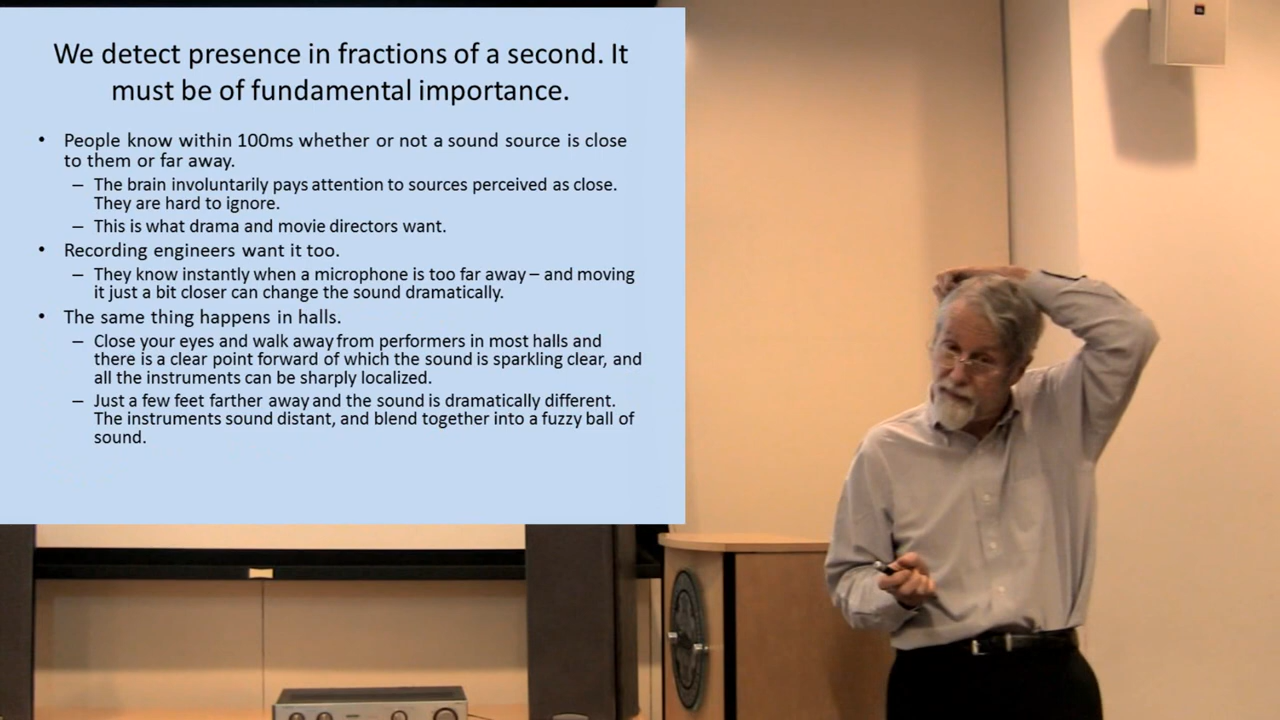 We detect presence in fractions of a second. It
must be of fundamental importance.
• People know within 100ms whether or not a sound source is close
to them or far away.
– The brain involuntarily pays attention to sources perceived as close.
They are hard to ignore.
– This is what drama and movie directors want.
• Recording engineers want it too.
– They know instantly when a microphone is too far away – and moving
it just a bit closer can change the sound dramatically.
• The same thing happens in halls.
– Close your eyes and walk away from performers in most halls and
there is a clear point forward of which the sound is sparkling clear, and
all the instruments can be sharply localized.
– Just a few feet farther away and the sound is dramatically different.
The instruments sound distant, and blend together into a fuzzy ball of
sound.